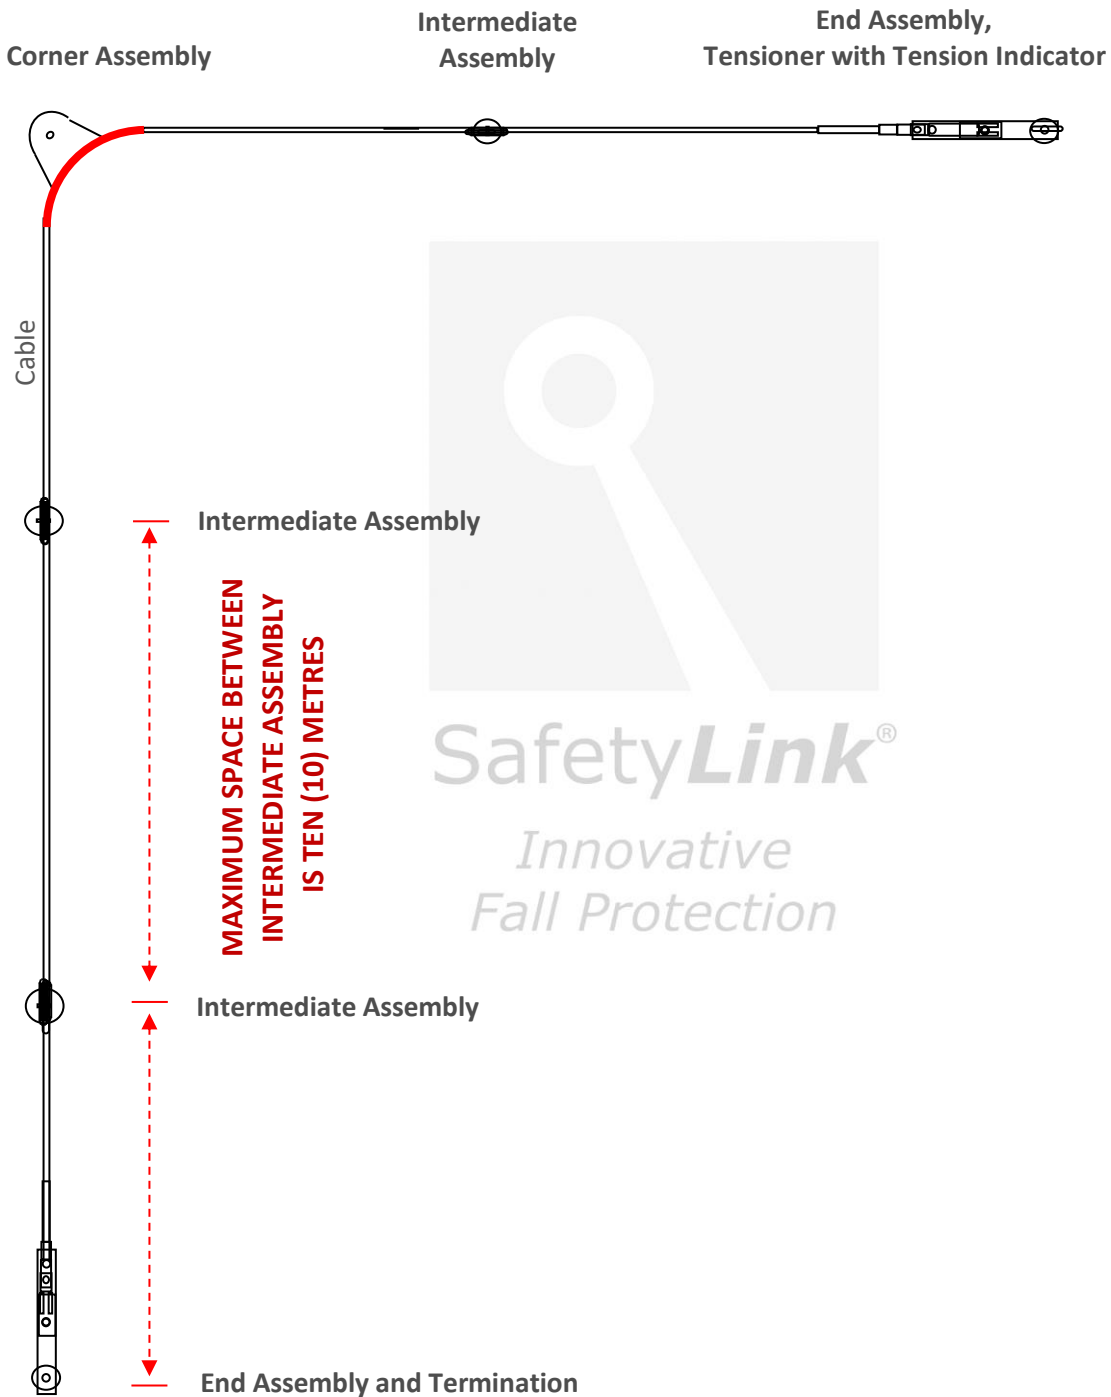 Corner Assembly
Intermediate
Assembly
End Assembly,
Tensioner with Tension Indicator
Cable
Intermediate Assembly
MAXIMUM SPACE BETWEEN
INTERMEDIATE ASSEMBLY
IS TEN (10) METRES
SafetyLink®
Innovative
Fall Protection
Intermediate Assembly
End Assembly and Termination